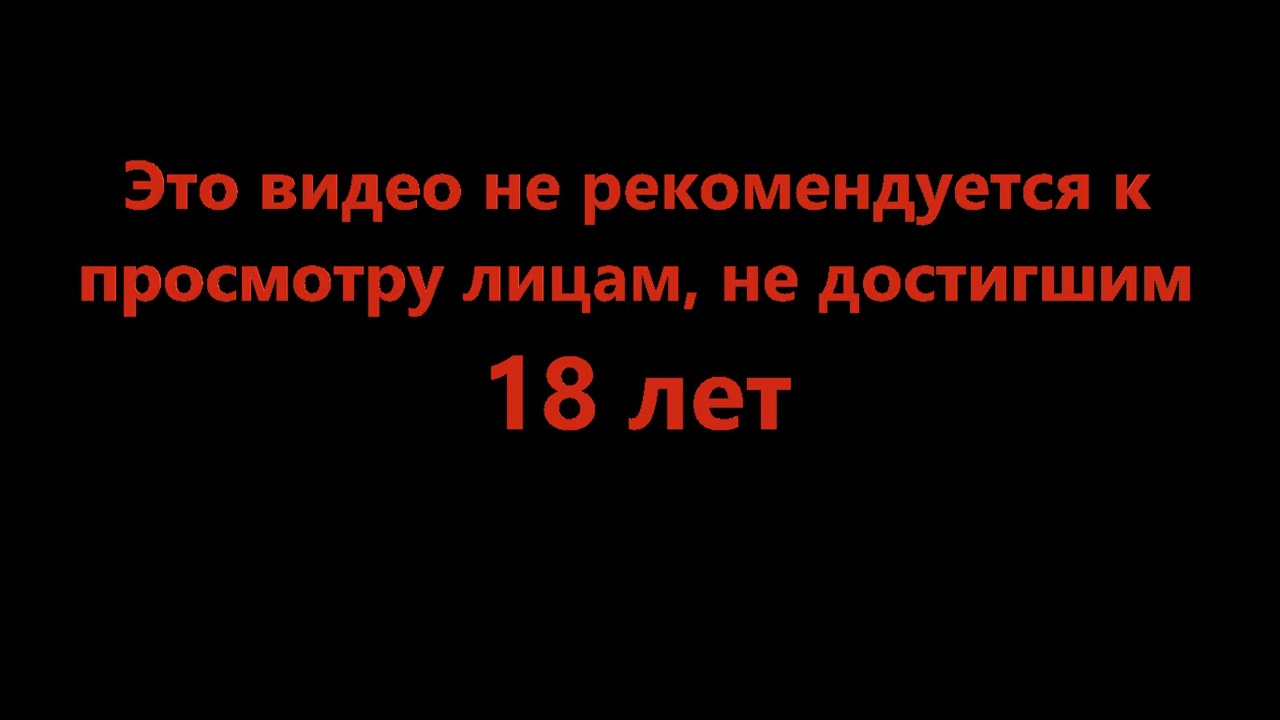 Это видео не рекомендуется к
просмотру лицам, не достигшим
18 лет